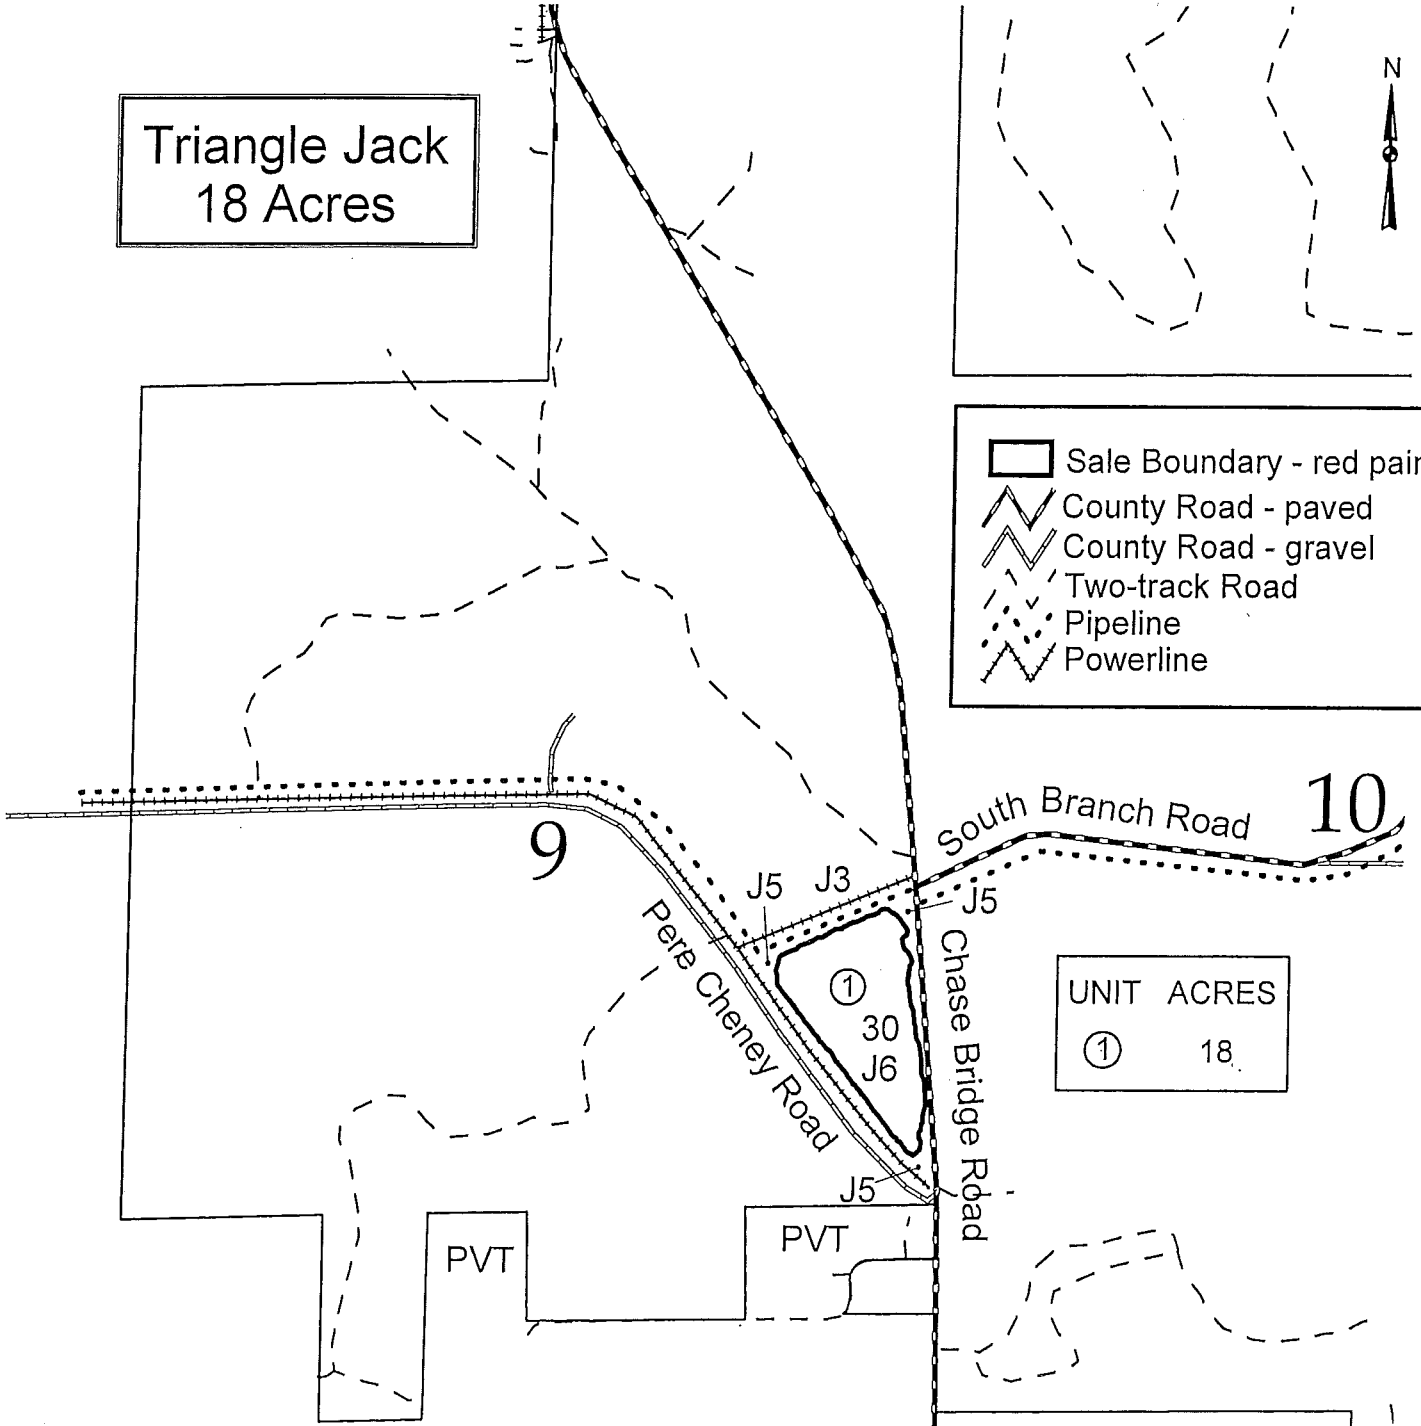 N
Triangle Jack
18 Acres
Sale Boundary - red pain
County Road - paved
County Road - gravel
Two-track Road
Pipeline
Powerline
10
South Branch Road
9
J5
J3
J5
Pere Cheney Road
Chase Bridge Road
1
30
J6
UNIT ACRES
1 18
J5
PVT
PVT